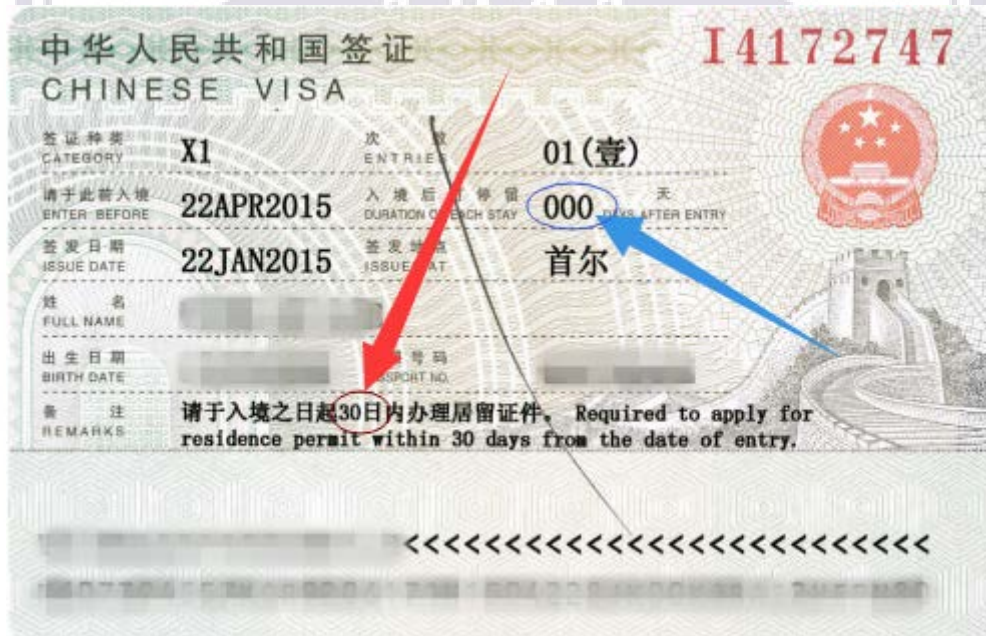 中华人民共和国签证 I4172747
CHINESE VISA
签证种类 X1 次 数 01(壹)
CATEGORY ENTRIES
请于此前入境 22APR2015 入境后 停留 000 天
ENTER BEFORE DURATION OF EACH STAY DAYS AFTER ENTRY
签发日期 22JAN2015 签发地点 首尔
ISSUE DATE ISSUED AT
姓 名
FULL NAME
出生日期 号码
BIRTH DATE PASSPORT NO.
备 注 请于入境之日起30日内办理居留证件。 Required to apply for
REMARKS residence permit within 30 days from the date of entry.
<<<<<<<<<<<<<<<<<<<<<<<<<<